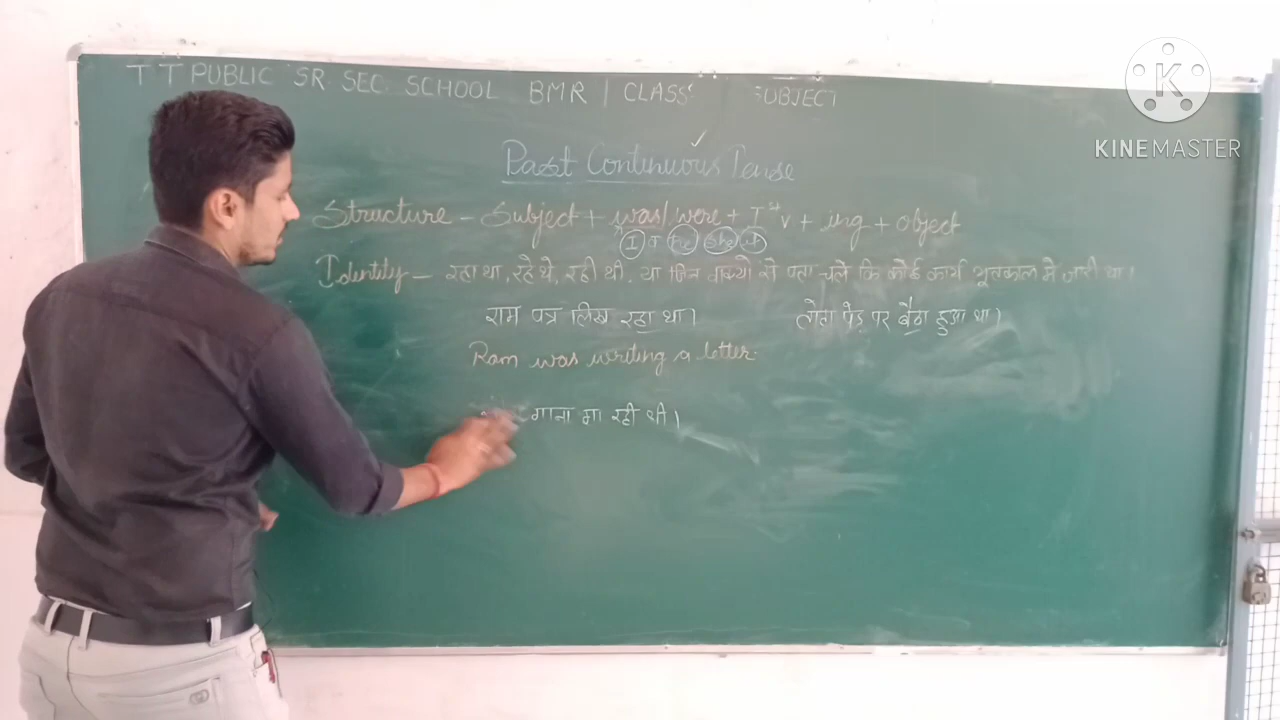 T T PUBLIC SR. SEC. SCHOOL BMR | CLASS SUBJECT
K
KINEMASTER
Past Continuous Tense
Structure - Subject + was/were + Iˢᵗ V + ing + object
I he she it
Identity - रहा था, रहे थे, रही थी, या जिन वाक्यो से पता चले कि कोई कार्य भूतकाल मे जारी था।
राम पत्र लिख रहा था। तोता पेड़ पर बैठा हुआ था।
Ram was writing a letter.
गाना गा रही थी।